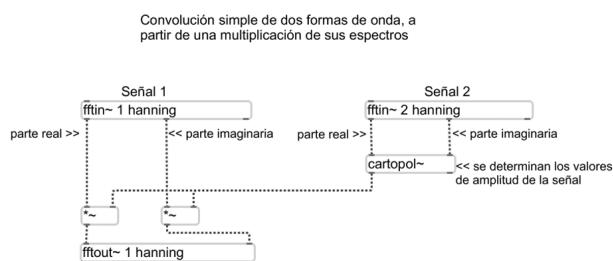 Convolución simple de dos formas de onda, a
partir de una multiplicación de sus espectros
Señal 1
Señal 2
fftin~ 1 hanning
fftin~ 2 hanning
parte real >>
<< parte imaginaria
parte real >>
<< parte imaginaria
cartopol~
<< se determinan los valores
de amplitud de la señal
*~
*~
fftout~ 1 hanning